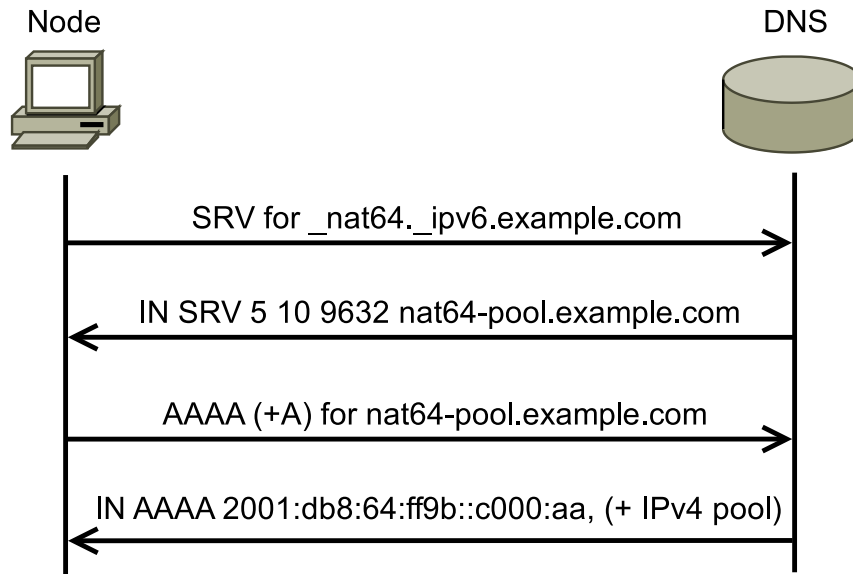 Node
DNS
SRV for _nat64._ipv6.example.com
IN SRV 5 10 9632 nat64-pool.example.com
AAAA (+A) for nat64-pool.example.com
IN AAAA 2001:db8:64:ff9b::c000:aa, (+ IPv4 pool)